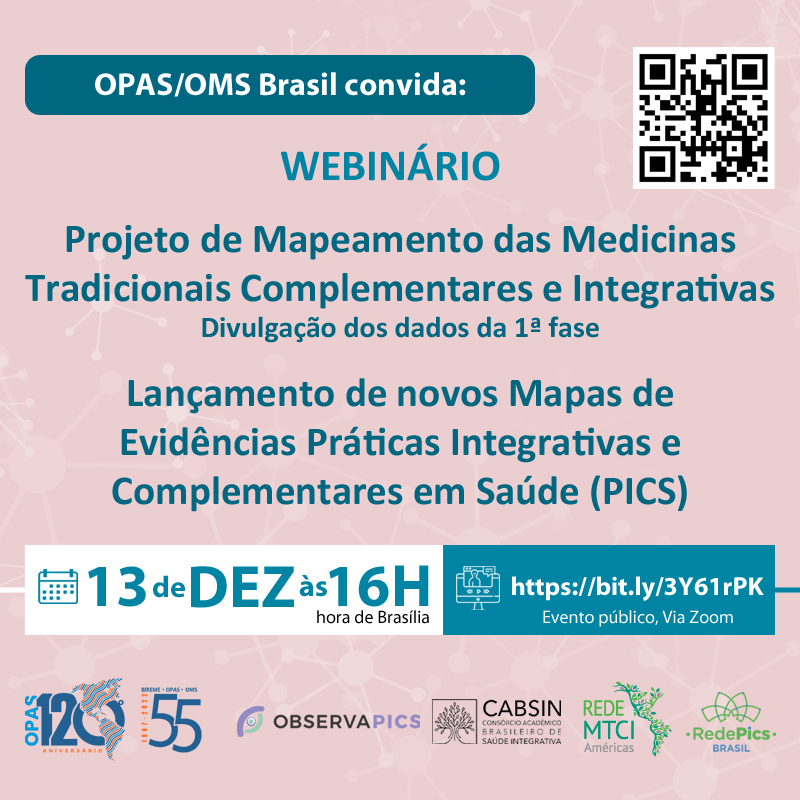 OPAS/OMS Brasil convida:
WEBINÁRIO
Projeto de Mapeamento das Medicinas
Tradicionais Complementares e Integrativas
Divulgação dos dados da 1ª fase
Lançamento de novos Mapas de
Evidências Práticas Integrativas e
Complementares em Saúde (PICS)
13 de DEZ às 16H
hora de Brasília
https://bit.ly/3Y61rPK
Evento público, Via Zoom
OPAS
120
ANIVERSÁRIO
BIREME • OPAS • OMS
1967 - 2022
55
OBSERVAPICS
CABSIN
CONSÓRCIO ACADÊMICO
BRASILEIRO DE
SAÚDE INTEGRATIVA
REDE
MTCI
Américas
•RedePics•
BRASIL